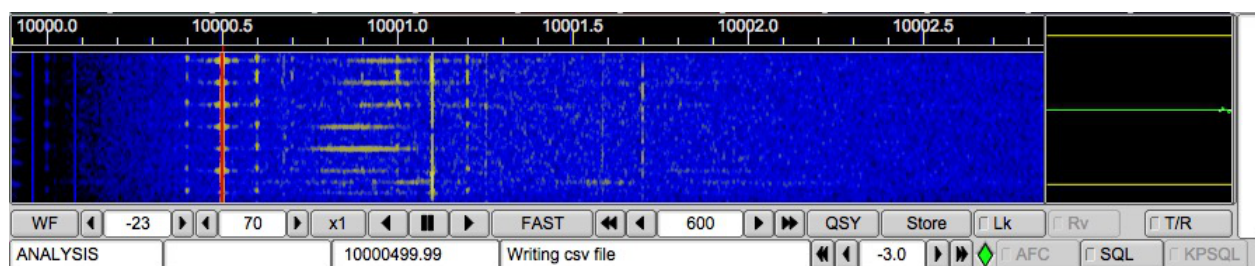 10000.0 10000.5 10001.0 10001.5 10002.0 10002.5
WF -23 70 x1 FAST 600 QSY Store Lk Rv T/R
ANALYSIS 10000499.99 Writing csv file -3.0 AFC SQL KPSQL